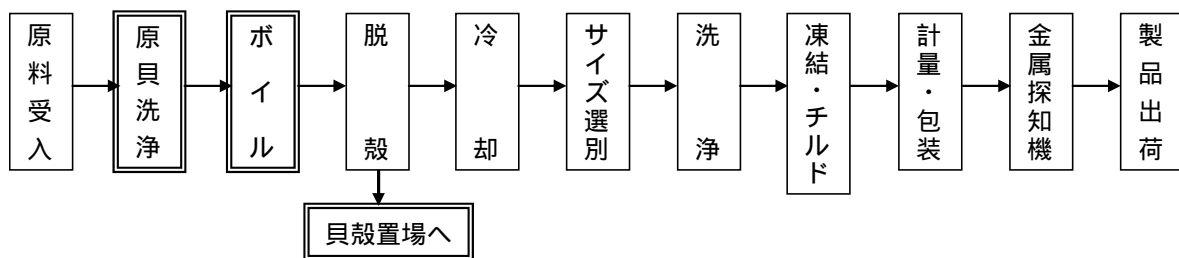 原料受入
原貝洗浄
ボイル
脱殻
冷却
サイズ選別
洗浄
凍結・チルド
計量・包装
金属探知機
製品出荷
貝殻置場へ